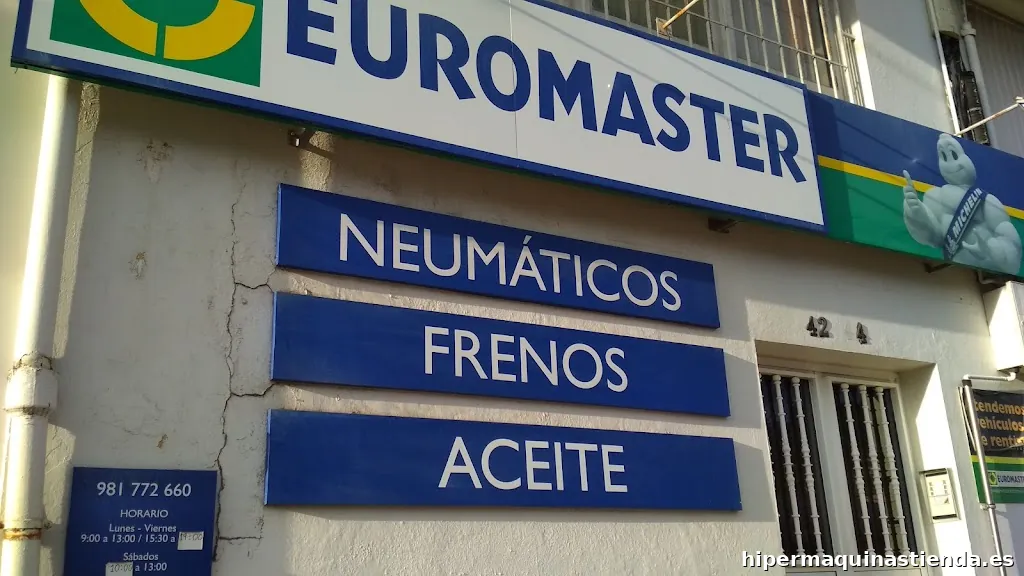 EUROMASTER
MICHELIN
NEUMÁTICOS
FRENOS
ACEITE
42 4
981 772 660
HORARIO
Lunes - Viernes
9:00 a 13:00 / 15:30 a
Sábados
a 13:00
vehículos
EUROMASTER
hipermaquinastienda.es